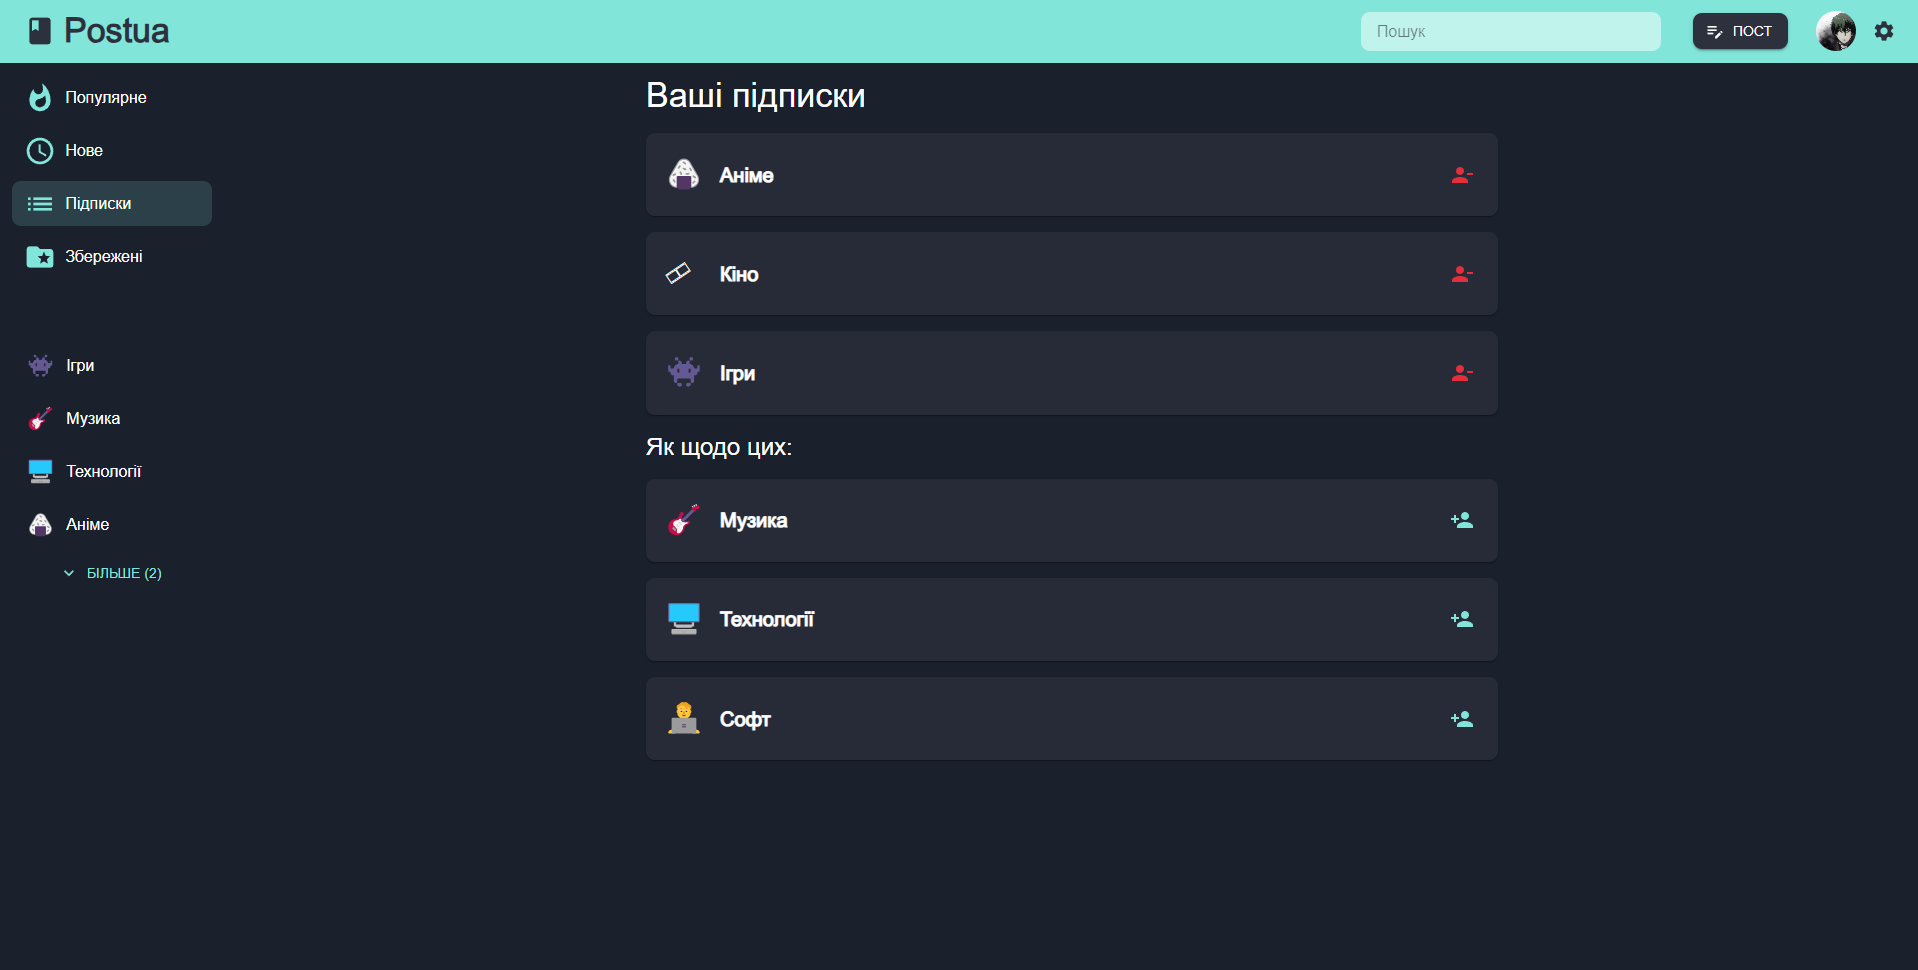 Postua
Пошук
ПОСТ
Популярне
Нове
Підписки
Збережені
Ігри
Музика
Технології
Аніме
БІЛЬШЕ (2)
Ваші підписки
Аніме
Кіно
Ігри
Як щодо цих:
Музика
Технології
Софт